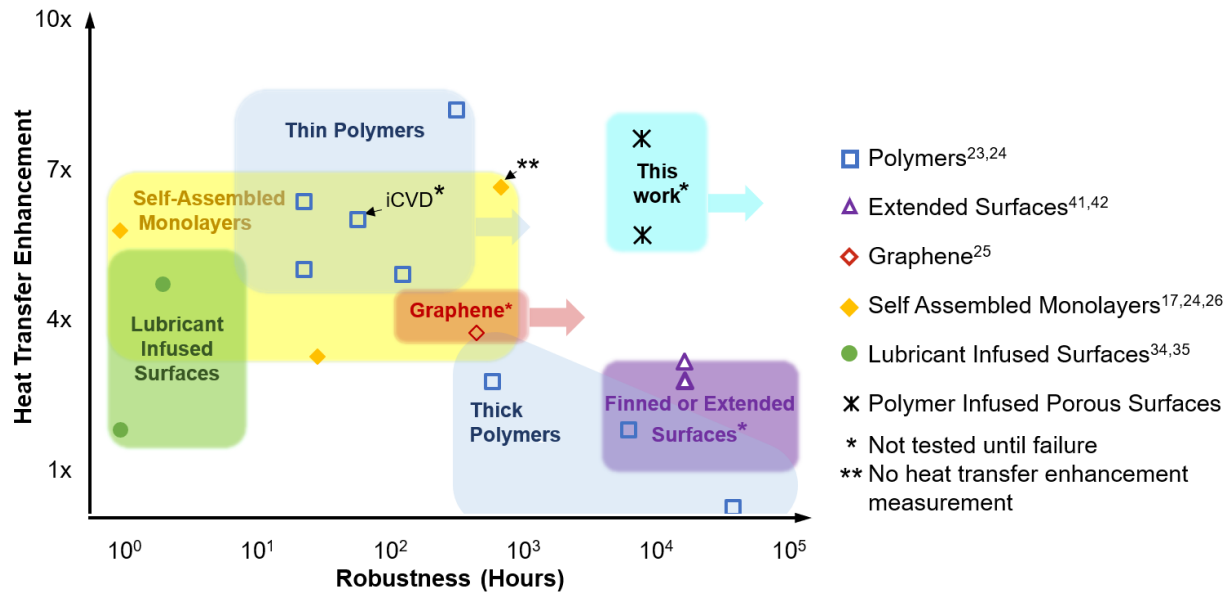 10x
7x
4x
1x
Heat Transfer Enhancement
10⁰
10¹
10²
10³
10⁴
10⁵
Robustness (Hours)
Thin Polymers
iCVD*
**
Self-Assembled
Monolayers
Lubricant
Infused
Surfaces
Graphene*
Thick
Polymers
Finned or Extended
Surfaces*
This
work*
Polymers²³,²⁴
Extended Surfaces⁴¹,⁴²
Graphene²⁵
Self Assembled Monolayers¹⁷,²⁴,²⁶
Lubricant Infused Surfaces³⁴,³⁵
Polymer Infused Porous Surfaces
* Not tested until failure
** No heat transfer enhancement
measurement